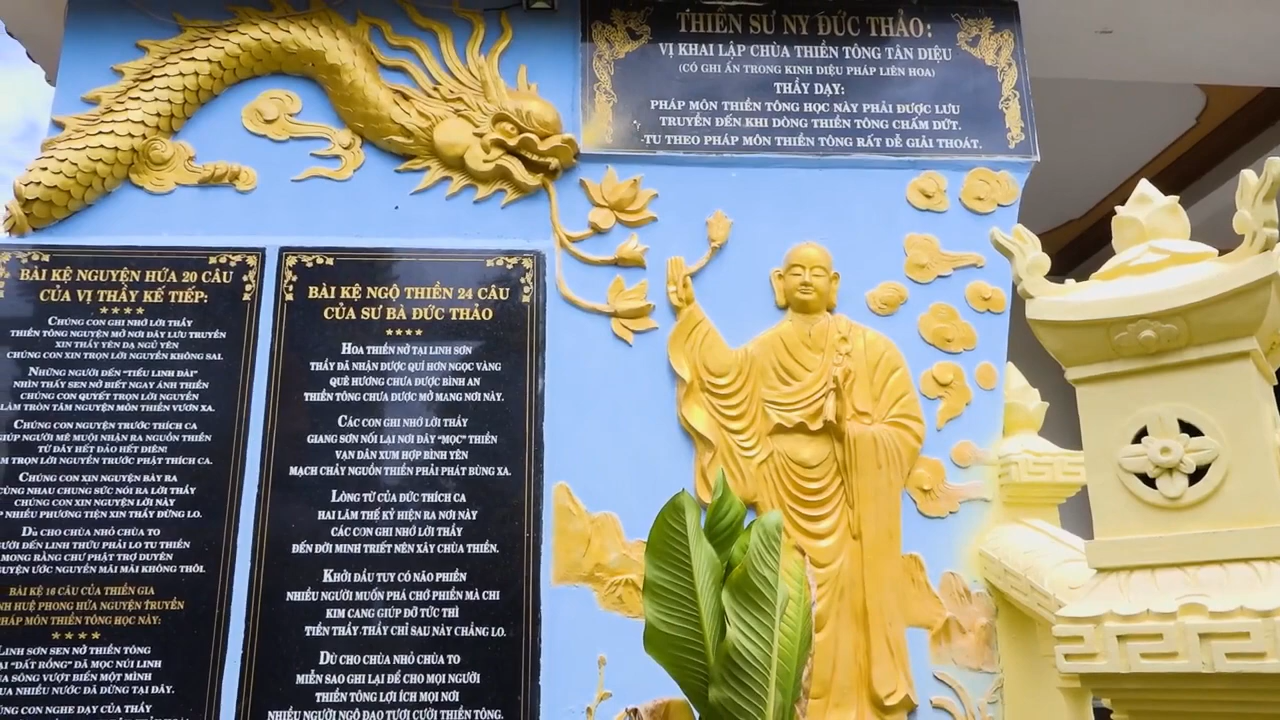 THIỀN SƯ NY ĐỨC THẢO:
VỊ KHAI LẬP CHÙA THIỀN TÔNG TÂN DIỆU
(CÓ GHI ẨN TRONG KINH DIỆU PHÁP LIÊN HOA)
THẦY DẠY:
PHÁP MÔN THIỀN TÔNG HỌC NÀY PHẢI ĐƯỢC LƯU
TRUYỀN ĐẾN KHI DÒNG THIỀN TÔNG CHẤM DỨT.
-TU THEO PHÁP MÔN THIỀN TÔNG RẤT DỄ GIẢI THOÁT.
BÀI KỆ NGUYỆN HỨA 20 CÂU
CỦA VỊ THẦY KẾ TIẾP:
****
CHÚNG CON GHI NHỚ LỜI THẦY
THIỀN TÔNG NGUYỆN MỞ NƠI ĐÂY LƯU TRUYỀN
XIN THẦY YÊN DẠ NGỦ YÊN
CHÚNG CON XIN TRỌN LỜI NGUYỀN KHÔNG SAI.
NHỮNG NGƯỜI ĐẾN "TIỂU LINH ĐÀI"
NHÌN THẤY SEN NỞ BIẾT NGAY ÁNH THIỀN
CHÚNG CON QUYẾT TRỌN LỜI NGUYỀN
LÀM TRÒN TÂM NGUYỆN MÔN THIỀN VƯƠN XA.
CHÚNG CON NGUYỆN TRƯỚC THÍCH CA
GIÚP NGƯỜI MÊ MUỘI NHẬN RA NGUỒN THIỀN
TỪ ĐÂY HẾT ĐẢO HẾT ĐIÊN!
TRỌN LỜI NGUYỆN TRƯỚC PHẬT THÍCH CA.
CHÚNG CON XIN NGUYỆN BÀY RA
CÙNG NHAU CHUNG SỨC NÓI RA LỜI THẦY
CHÚNG CON XIN NGUYỆN LỜI NÀY
NHIỀU PHƯƠNG TIỆN XIN THẦY ĐỪNG LO.
DÙ CHO CHÙA NHỎ CHÙA TO
ĐẾN LINH THỨU PHẢI LO TU THIỀN
MONG RẰNG CHƯ PHÁT TRỢ DUYÊN
ƯỚC NGUYỀN MÃI MÃI KHÔNG THÔI.
BÀI KỆ 16 CÂU CỦA THIỀN GIA
HUỆ PHONG HỨA NGUYỆN TRUYỀN
PHÁP MÔN THIỀN TÔNG HỌC NÀY:
****
LINH SƠN SEN NỞ THIỀN TÔNG
"ĐẤT RỒNG" ĐÃ MỌC NÚI LINH
SÔNG VƯỢT BIỂN MỘT MÌNH
NHIỀU NƯỚC ĐÃ DỪNG TẠI ĐÂY.
CON NGHE DẠY CỦA THẦY
BÀI KỆ NGỘ THIỀN 24 CÂU
CỦA SƯ BÀ ĐỨC THẢO
****
HOA THIỀN NỞ TẠI LINH SƠN
THẦY ĐÃ NHẬN ĐƯỢC QUÍ HƠN NGỌC VÀNG
QUÊ HƯƠNG CHƯA ĐƯỢC BÌNH AN
THIỀN TÔNG CHƯA ĐƯỢC MỞ MANG NƠI NÀY.
CÁC CON GHI NHỚ LỜI THẦY
GIANG SƠN NỐI LẠI NƠI ĐÂY "MỌC" THIỀN
VẠN DÂN XUM HỢP BÌNH YÊN
MẠCH CHẢY NGUỒN THIỀN PHẢI PHÁT BÙNG XA.
LÒNG TỪ CỦA ĐỨC THÍCH CA
HAI LĂM THẾ KỶ HIỆN RA NƠI NÀY
CÁC CON GHI NHỚ LỜI THẦY
ĐẾN ĐỜI MINH TRIẾT NÊN XÂY CHÙA THIỀN.
KHỞI ĐẦU TUY CÓ NÃO PHIỀN
NHIỀU NGƯỜI MUỐN PHÁ CHỚ PHIỀN MÀ CHI
KIM CANG GIÚP ĐỠ TỨC THÌ
TIỀN THẦY THẤY CHỈ SAU NÀY CHẲNG LO.
DÙ CHO CHÙA NHỎ CHÙA TO
MIỄN SAO GHI LẠI ĐỂ CHO MỌI NGƯỜI
THIỀN TÔNG LỢI ÍCH MỌI NƠI
NHIỀU NGƯỜI NGỘ ĐẠO TƯƠI CƯỜI THIỀN TÔNG.